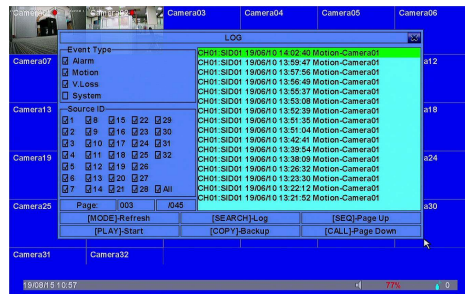 Camera03 Camera04 Camera05 Camera06
LOG
Event Type
Alarm
Motion
V.Loss
System
Source ID
1 8 15 22 29
2 9 16 23 30
3 10 17 24 31
4 11 18 25 32
5 12 19 26
6 13 20 27
7 14 21 28 All
Page: 003 /045
CH01:SID01 19/06/10 14:02:40 Motion-Camera01
CH01:SID01 19/06/10 13:59:47 Motion-Camera01
CH01:SID01 19/06/10 13:57:56 Motion-Camera01
CH01:SID01 19/06/10 13:56:49 Motion-Camera01
CH01:SID01 19/06/10 13:55:37 Motion-Camera01
CH01:SID01 19/06/10 13:53:08 Motion-Camera01
CH01:SID01 19/06/10 13:52:39 Motion-Camera01
CH01:SID01 19/06/10 13:51:35 Motion-Camera01
CH01:SID01 19/06/10 13:51:04 Motion-Camera01
CH01:SID01 19/06/10 13:42:41 Motion-Camera01
CH01:SID01 19/06/10 13:39:54 Motion-Camera01
CH01:SID01 19/06/10 13:38:09 Motion-Camera01
CH01:SID01 19/06/10 13:26:32 Motion-Camera01
CH01:SID01 19/06/10 13:23:30 Motion-Camera01
CH01:SID01 19/06/10 13:22:12 Motion-Camera01
CH01:SID01 19/06/10 13:21:52 Motion-Camera01
[MODE]-Refresh [SEARCH]-Log [SEQ]-Page Up
[PLAY]-Start [COPY]-Backup [CALL]-Page Down
Camera07 a12
Camera13 a18
Camera19 a24
Camera25 a30
Camera31 Camera32
19/08/15 10:57 77% 0